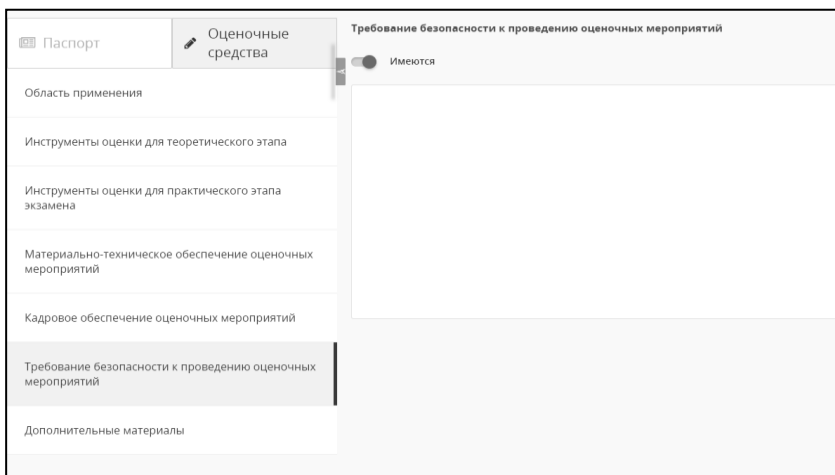 Паспорт
Оценочные
средства
Область применения
Инструменты оценки для теоретического этапа
Инструменты оценки для практического этапа
экзамена
Материально-техническое обеспечение оценочных
мероприятий
Кадровое обеспечение оценочных мероприятий
Требование безопасности к проведению оценочных
мероприятий
Дополнительные материалы
Требование безопасности к проведению оценочных мероприятий
Имеются